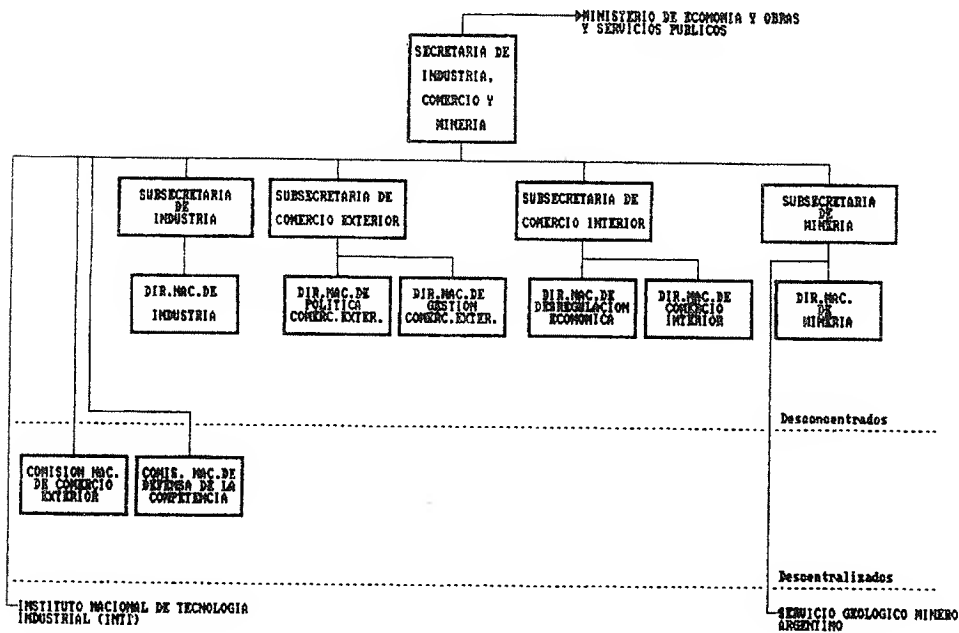 MINISTERIO DE ECONOMIA Y OBRAS
Y SERVICIOS PUBLICOS
SECRETARIA DE
INDUSTRIA,
COMERCIO Y
MINERIA
SUBSECRETARIA
DE
INDUSTRIA
SUBSECRETARIA DE
COMERCIO EXTERIOR
SUBSECRETARIA DE
COMERCIO INTERIOR
SUBSECRETARIA
DE
MINERIA
DIR.NAC.DE
INDUSTRIA
DIR.NAC.DE
POLITICA
COMERC.EXTER.
DIR.NAC.DE
GESTION
COMERC.EXTER.
DIR.NAC.DE
DESREGULACION
ECONOMICA
DIR.NAC.DE
COMERCIO
INTERIOR
DIR.NAC.
DE
MINERIA
Desconcentrados
COMISION NAC.
DE COMERCIO
EXTERIOR
COMIS. NAC.DE
DEFENSA DE LA
COMPETENCIA
Descentralizados
INSTITUTO NACIONAL DE TECNOLOGIA
INDUSTRIAL (INTI)
SERVICIO GEOLOGICO MINERO
ARGENTINO